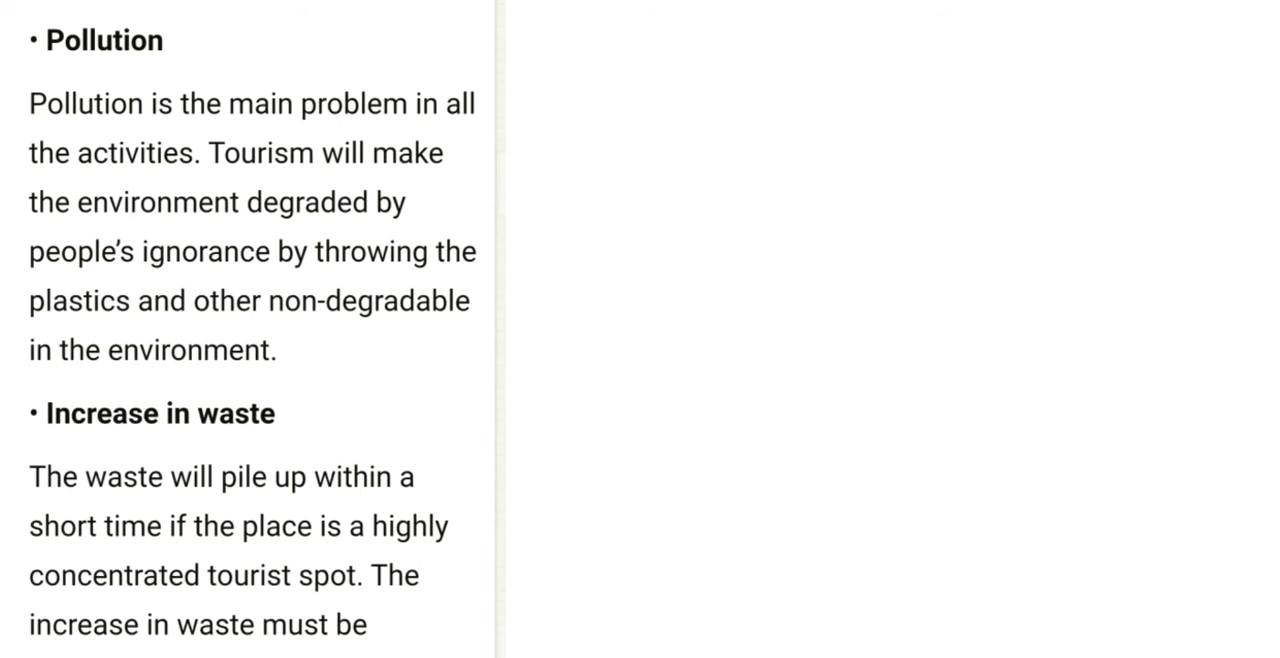 • Pollution
Pollution is the main problem in all
the activities. Tourism will make
the environment degraded by
people’s ignorance by throwing the
plastics and other non-degradable
in the environment.
• Increase in waste
The waste will pile up within a
short time if the place is a highly
concentrated tourist spot. The
increase in waste must be